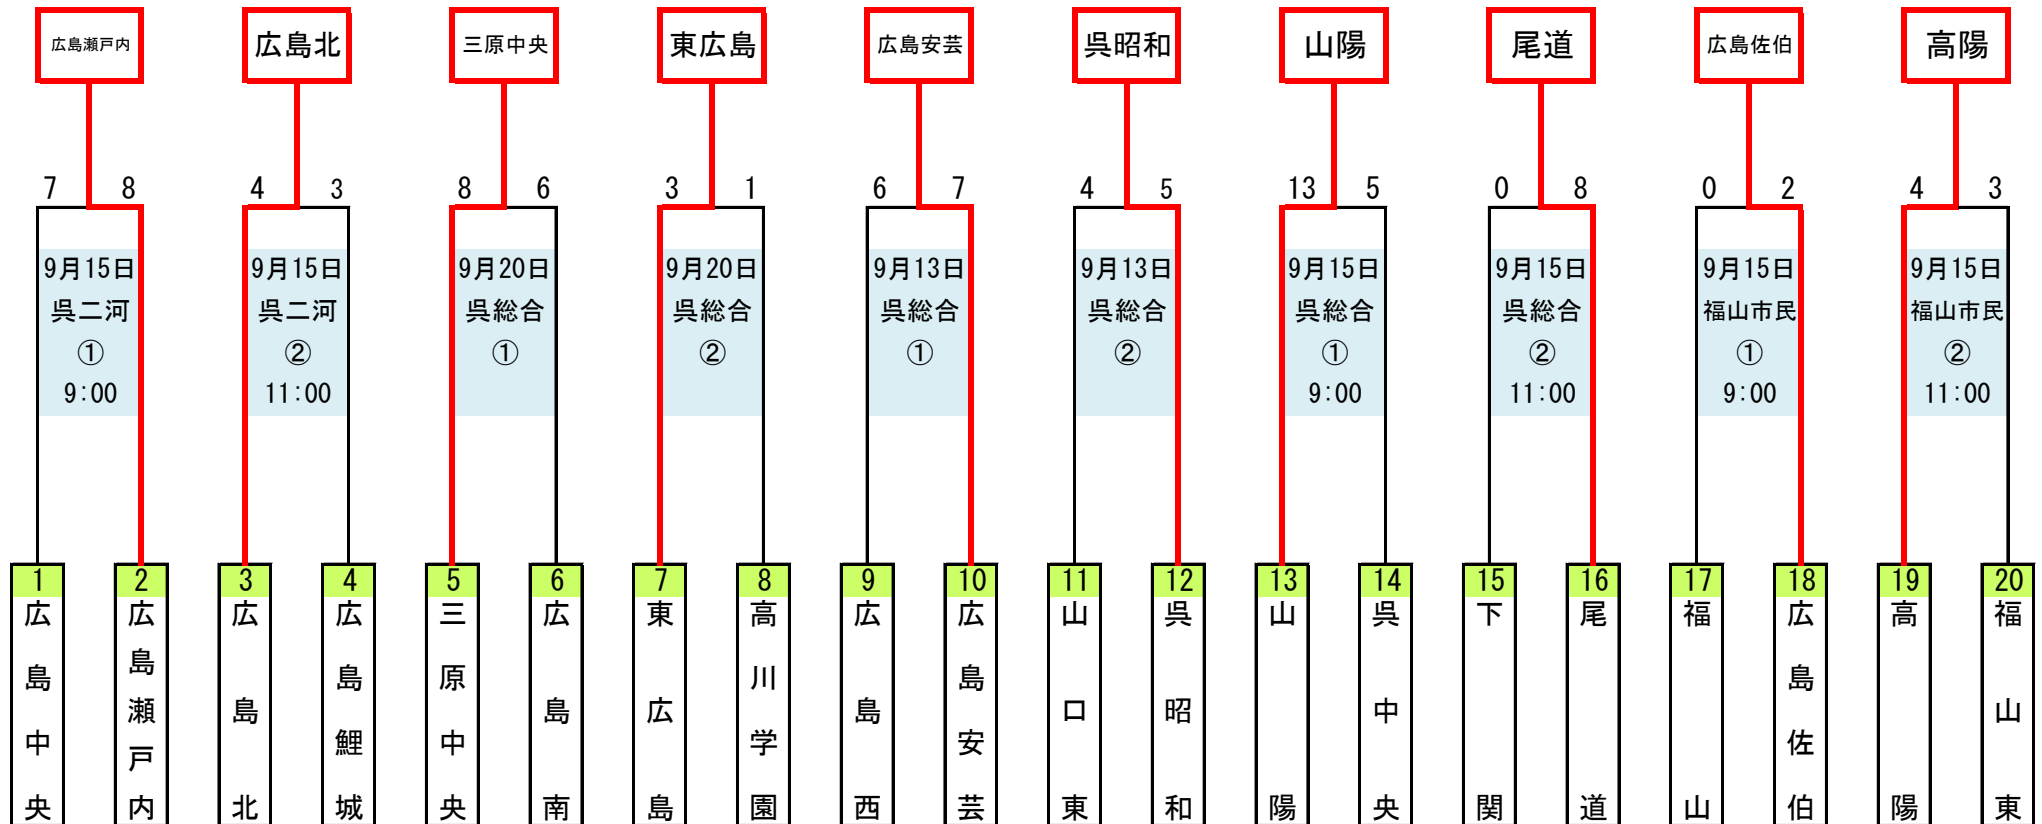 広島瀬戸内 広島北 三原中央 東広島 広島安芸 呉昭和 山陽 尾道 広島佐伯 高陽
7 8 4 3 8 6 3 1 6 7 4 5 13 5 0 8 0 2 4 3
9月15日 9月15日 9月20日 9月20日 9月13日 9月13日 9月15日 9月15日 9月15日 9月15日
呉二河 呉二河 呉総合 呉総合 呉総合 呉総合 呉総合 呉総合 福山市民 福山市民
① ② ① ② ① ② ① ② ① ②
9:00 11:00 9:00 11:00 9:00 11:00
1 2 3 4 5 6 7 8 9 10 11 12 13 14 15 16 17 18 19 20
広島中央
広島瀬戸内
広島北
広島鯉城
三原中央
広島南
東広島
高川学園
広島西
広島安芸
山口東
呉昭和
山陽
呉中央
下関
尾道
福山
広島佐伯
高陽
福山東